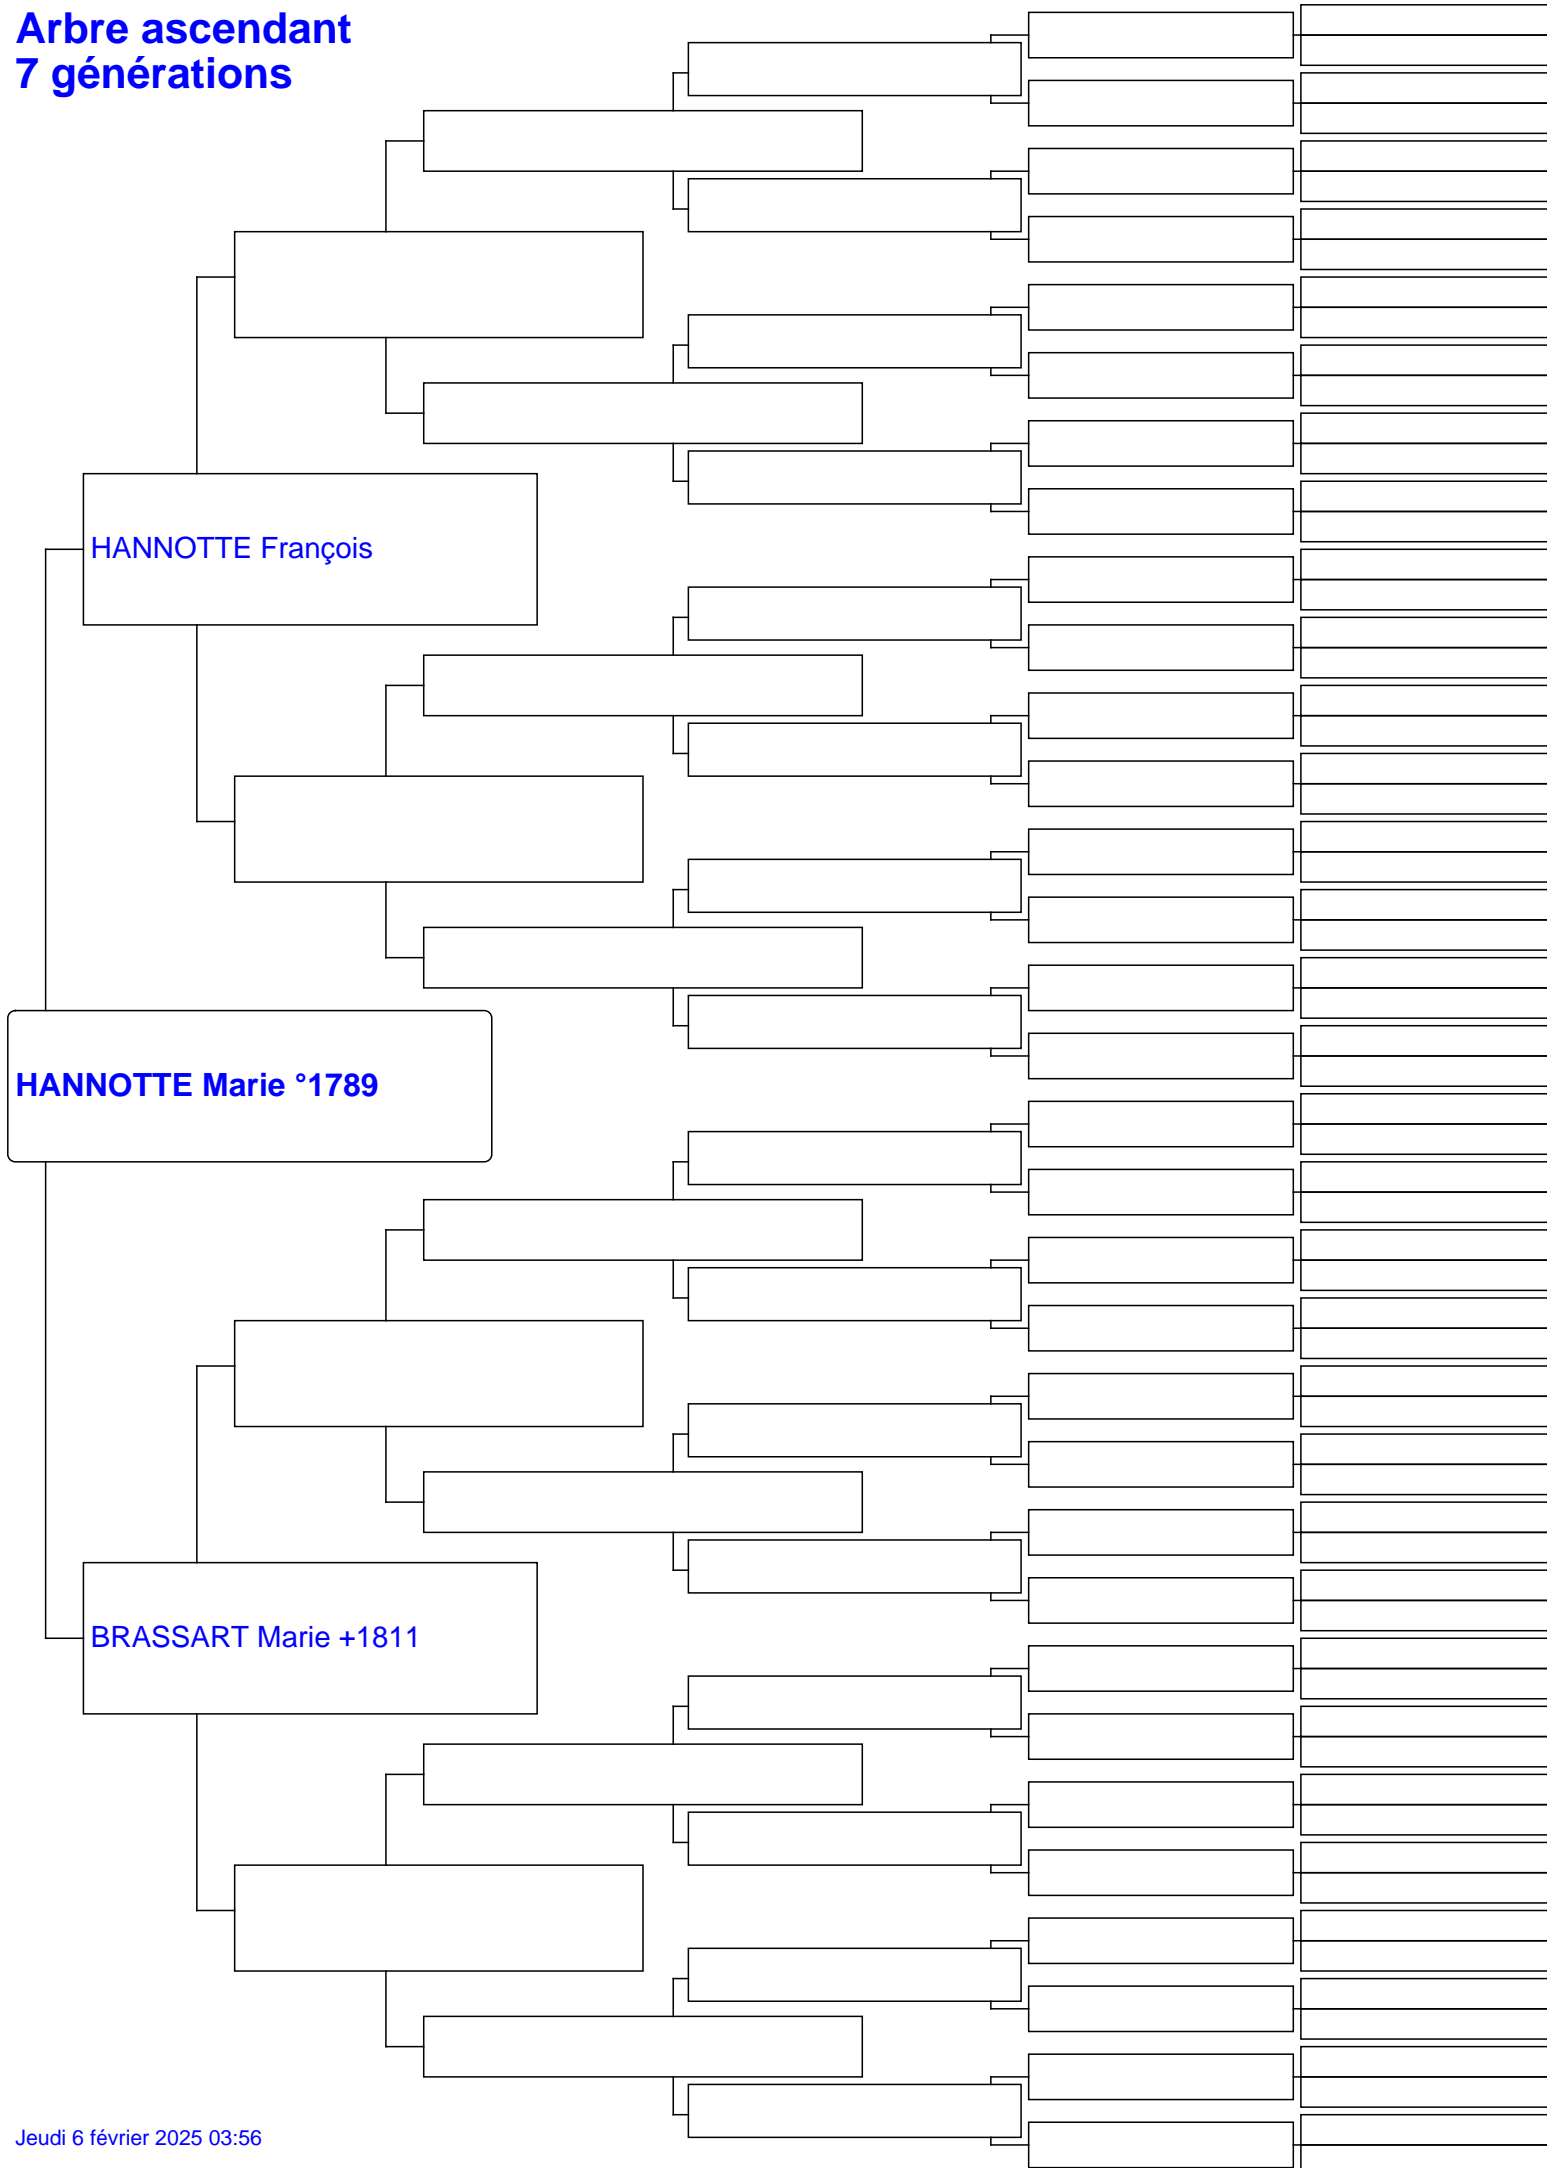 Arbre ascendant
7 générations
HANNOTTE François
HANNOTTE Marie °1789
BRASSART Marie +1811
Jeudi 6 février 2025 03:56